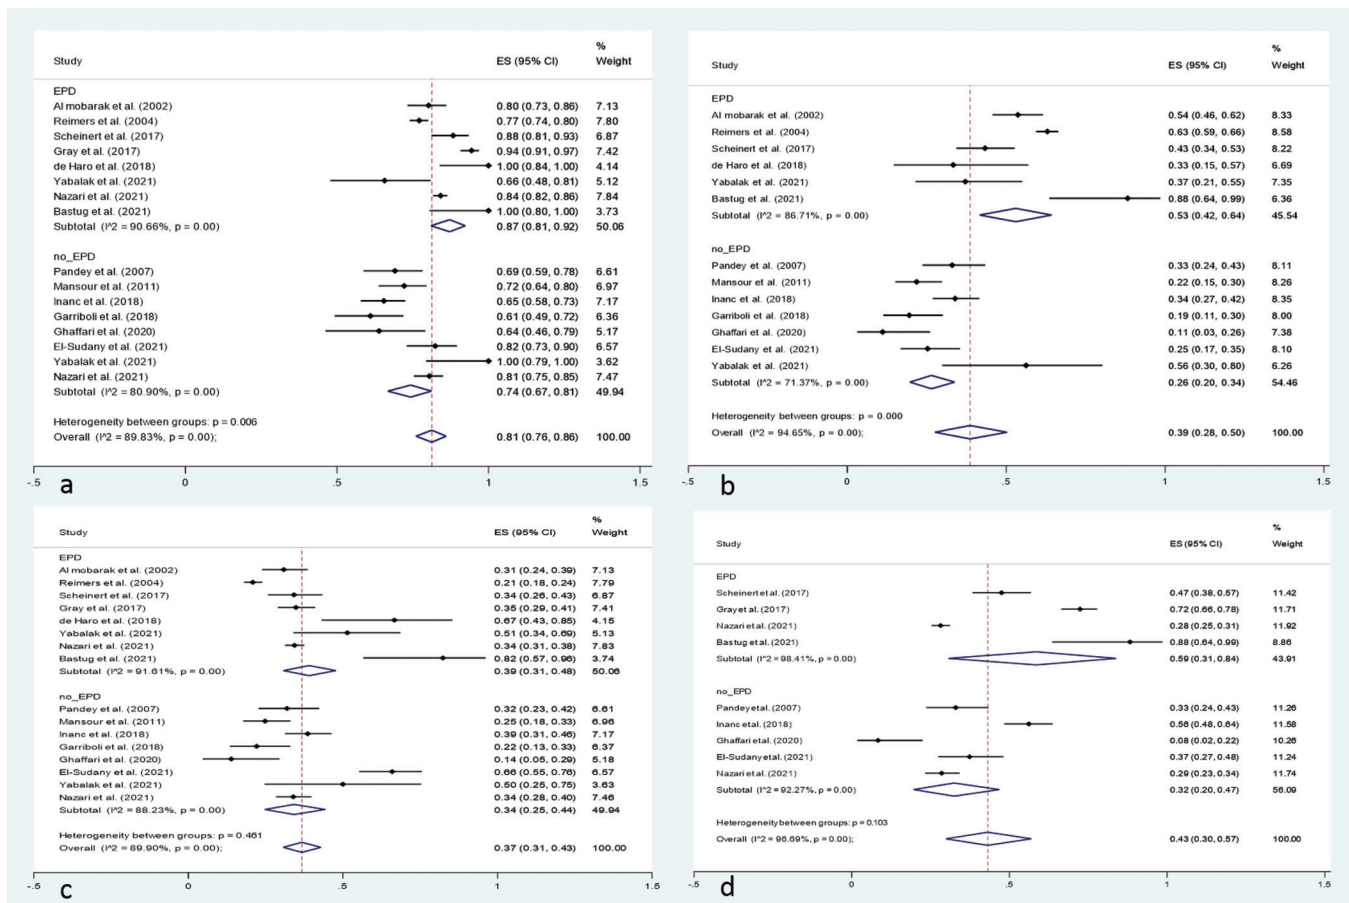 %
Study ES (95% CI) Weight
EPD
Al mobarak et al. (2002) 0.80 (0.73, 0.86) 7.13
Reimers et al. (2004) 0.77 (0.74, 0.80) 7.80
Scheinert et al. (2017) 0.88 (0.81, 0.93) 6.87
Gray et al. (2017) 0.94 (0.91, 0.97) 7.42
de Haro et al. (2018) 1.00 (0.84, 1.00) 4.14
Yabalak et al. (2021) 0.66 (0.48, 0.81) 5.12
Nazari et al. (2021) 0.84 (0.82, 0.86) 7.84
Bastug et al. (2021) 1.00 (0.80, 1.00) 3.73
Subtotal (I^2 = 90.66%, p = 0.00) 0.87 (0.81, 0.92) 50.06
no_EPD
Pandey et al. (2007) 0.69 (0.59, 0.78) 6.61
Mansour et al. (2011) 0.72 (0.64, 0.80) 6.97
Inanc et al. (2018) 0.65 (0.58, 0.73) 7.17
Garriboli et al. (2018) 0.61 (0.49, 0.72) 6.36
Ghaffari et al. (2020) 0.64 (0.46, 0.79) 5.17
El-Sudany et al. (2021) 0.82 (0.73, 0.90) 6.57
Yabalak et al. (2021) 1.00 (0.79, 1.00) 3.62
Nazari et al. (2021) 0.81 (0.75, 0.85) 7.47
Subtotal (I^2 = 80.90%, p = 0.00) 0.74 (0.67, 0.81) 49.94
Heterogeneity between groups: p = 0.006
Overall (I^2 = 89.83%, p = 0.00); 0.81 (0.76, 0.86) 100.00
-.5 0 .5 1 1.5
a
%
Study ES (95% CI) Weight
EPD
Al mobarak et al. (2002) 0.54 (0.46, 0.62) 8.33
Reimers et al. (2004) 0.63 (0.59, 0.66) 8.58
Scheinert et al. (2017) 0.43 (0.34, 0.53) 8.22
de Haro et al. (2018) 0.33 (0.15, 0.57) 6.69
Yabalak et al. (2021) 0.37 (0.21, 0.55) 7.35
Bastug et al. (2021) 0.88 (0.64, 0.99) 6.36
Subtotal (I^2 = 86.71%, p = 0.00) 0.53 (0.42, 0.64) 45.54
no_EPD
Pandey et al. (2007) 0.33 (0.24, 0.43) 8.11
Mansour et al. (2011) 0.22 (0.15, 0.30) 8.26
Inanc et al. (2018) 0.34 (0.27, 0.42) 8.35
Garriboli et al. (2018) 0.19 (0.11, 0.30) 8.00
Ghaffari et al. (2020) 0.11 (0.03, 0.26) 7.38
El-Sudany et al. (2021) 0.25 (0.17, 0.35) 8.10
Yabalak et al. (2021) 0.56 (0.30, 0.80) 6.26
Subtotal (I^2 = 71.37%, p = 0.00) 0.26 (0.20, 0.34) 54.46
Heterogeneity between groups: p = 0.000
Overall (I^2 = 94.65%, p = 0.00); 0.39 (0.28, 0.50) 100.00
-.5 0 .5 1 1.5
b
%
Study ES (95% CI) Weight
EPD
Al mobarak et al. (2002) 0.31 (0.24, 0.39) 7.13
Reimers et al. (2004) 0.21 (0.18, 0.24) 7.79
Scheinert et al. (2017) 0.34 (0.26, 0.43) 6.87
Gray et al. (2017) 0.35 (0.29, 0.41) 7.41
de Haro et al. (2018) 0.67 (0.43, 0.85) 4.15
Yabalak et al. (2021) 0.51 (0.34, 0.69) 5.13
Nazari et al. (2021) 0.34 (0.31, 0.38) 7.83
Bastug et al. (2021) 0.82 (0.57, 0.96) 3.74
Subtotal (I^2 = 91.61%, p = 0.00) 0.39 (0.31, 0.48) 50.06
no_EPD
Pandey et al. (2007) 0.32 (0.23, 0.42) 6.61
Mansour et al. (2011) 0.25 (0.18, 0.33) 6.96
Inanc et al. (2018) 0.39 (0.31, 0.46) 7.17
Garriboli et al. (2018) 0.22 (0.13, 0.33) 6.37
Ghaffari et al. (2020) 0.14 (0.05, 0.29) 5.18
El-Sudany et al. (2021) 0.66 (0.55, 0.76) 6.57
Yabalak et al. (2021) 0.50 (0.25, 0.75) 3.63
Nazari et al. (2021) 0.34 (0.28, 0.40) 7.46
Subtotal (I^2 = 88.23%, p = 0.00) 0.34 (0.25, 0.44) 49.94
Heterogeneity between groups: p = 0.461
Overall (I^2 = 89.90%, p = 0.00); 0.37 (0.31, 0.43) 100.00
-.5 0 .5 1 1.5
c
%
Study ES (95% CI) Weight
EPD
Scheinert et al. (2017) 0.47 (0.38, 0.57) 11.42
Gray et al. (2017) 0.72 (0.66, 0.78) 11.71
Nazari et al. (2021) 0.28 (0.25, 0.31) 11.92
Bastug et al. (2021) 0.88 (0.64, 0.99) 8.86
Subtotal (I^2 = 98.41%, p = 0.00) 0.59 (0.31, 0.84) 43.91
no_EPD
Pandey et al. (2007) 0.33 (0.24, 0.43) 11.26
Inanc et al. (2018) 0.56 (0.48, 0.64) 11.58
Ghaffari et al. (2020) 0.08 (0.02, 0.22) 10.26
El-Sudany et al. (2021) 0.37 (0.27, 0.48) 11.24
Nazari et al. (2021) 0.29 (0.23, 0.34) 11.74
Subtotal (I^2 = 92.27%, p = 0.00) 0.32 (0.20, 0.47) 56.09
Heterogeneity between groups: p = 0.103
Overall (I^2 = 96.69%, p = 0.00); 0.43 (0.30, 0.57) 100.00
-.5 0 .5 1 1.5
d